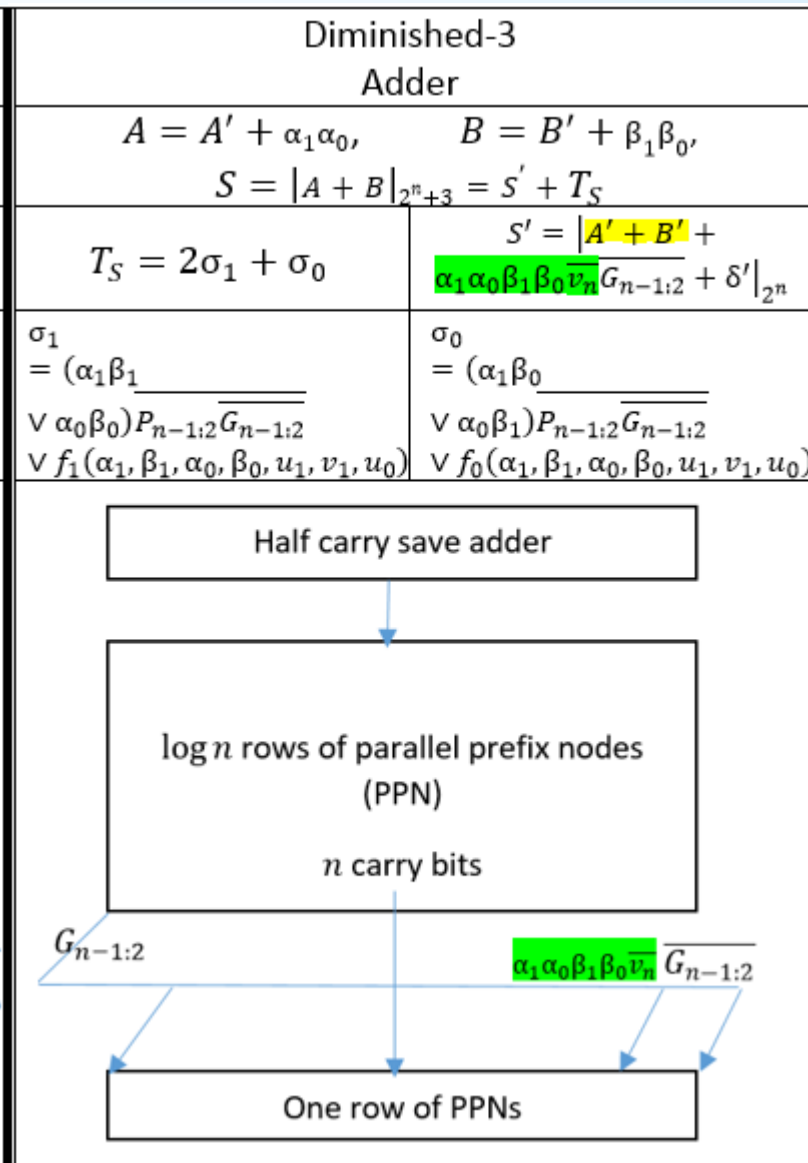 Diminished-3
Adder
A = A′ + α₁α₀, B = B′ + β₁β₀,
S = |A + B|₂ⁿ₊₃ = S′ + T_S
T_S = 2σ₁ + σ₀
S′ = |A′ + B′ +
α₁α₀β₁β₀v̅ₙ G̅ₙ₋₁:₂ + δ′|₂ⁿ
σ₁
= (α₁β₁
∨ α₀β₀)P̅ₙ₋₁:₂G̿ₙ₋₁:₂
∨ f₁(α₁, β₁, α₀, β₀, u₁, v₁, u₀)
σ₀
= (α₁β₀
∨ α₀β₁)P̅ₙ₋₁:₂G̿ₙ₋₁:₂
∨ f₀(α₁, β₁, α₀, β₀, u₁, v₁, u₀)
Half carry save adder
log n rows of parallel prefix nodes
(PPN)
n carry bits
Gₙ₋₁:₂
α₁α₀β₁β₀v̅ₙ G̅ₙ₋₁:₂
One row of PPNs